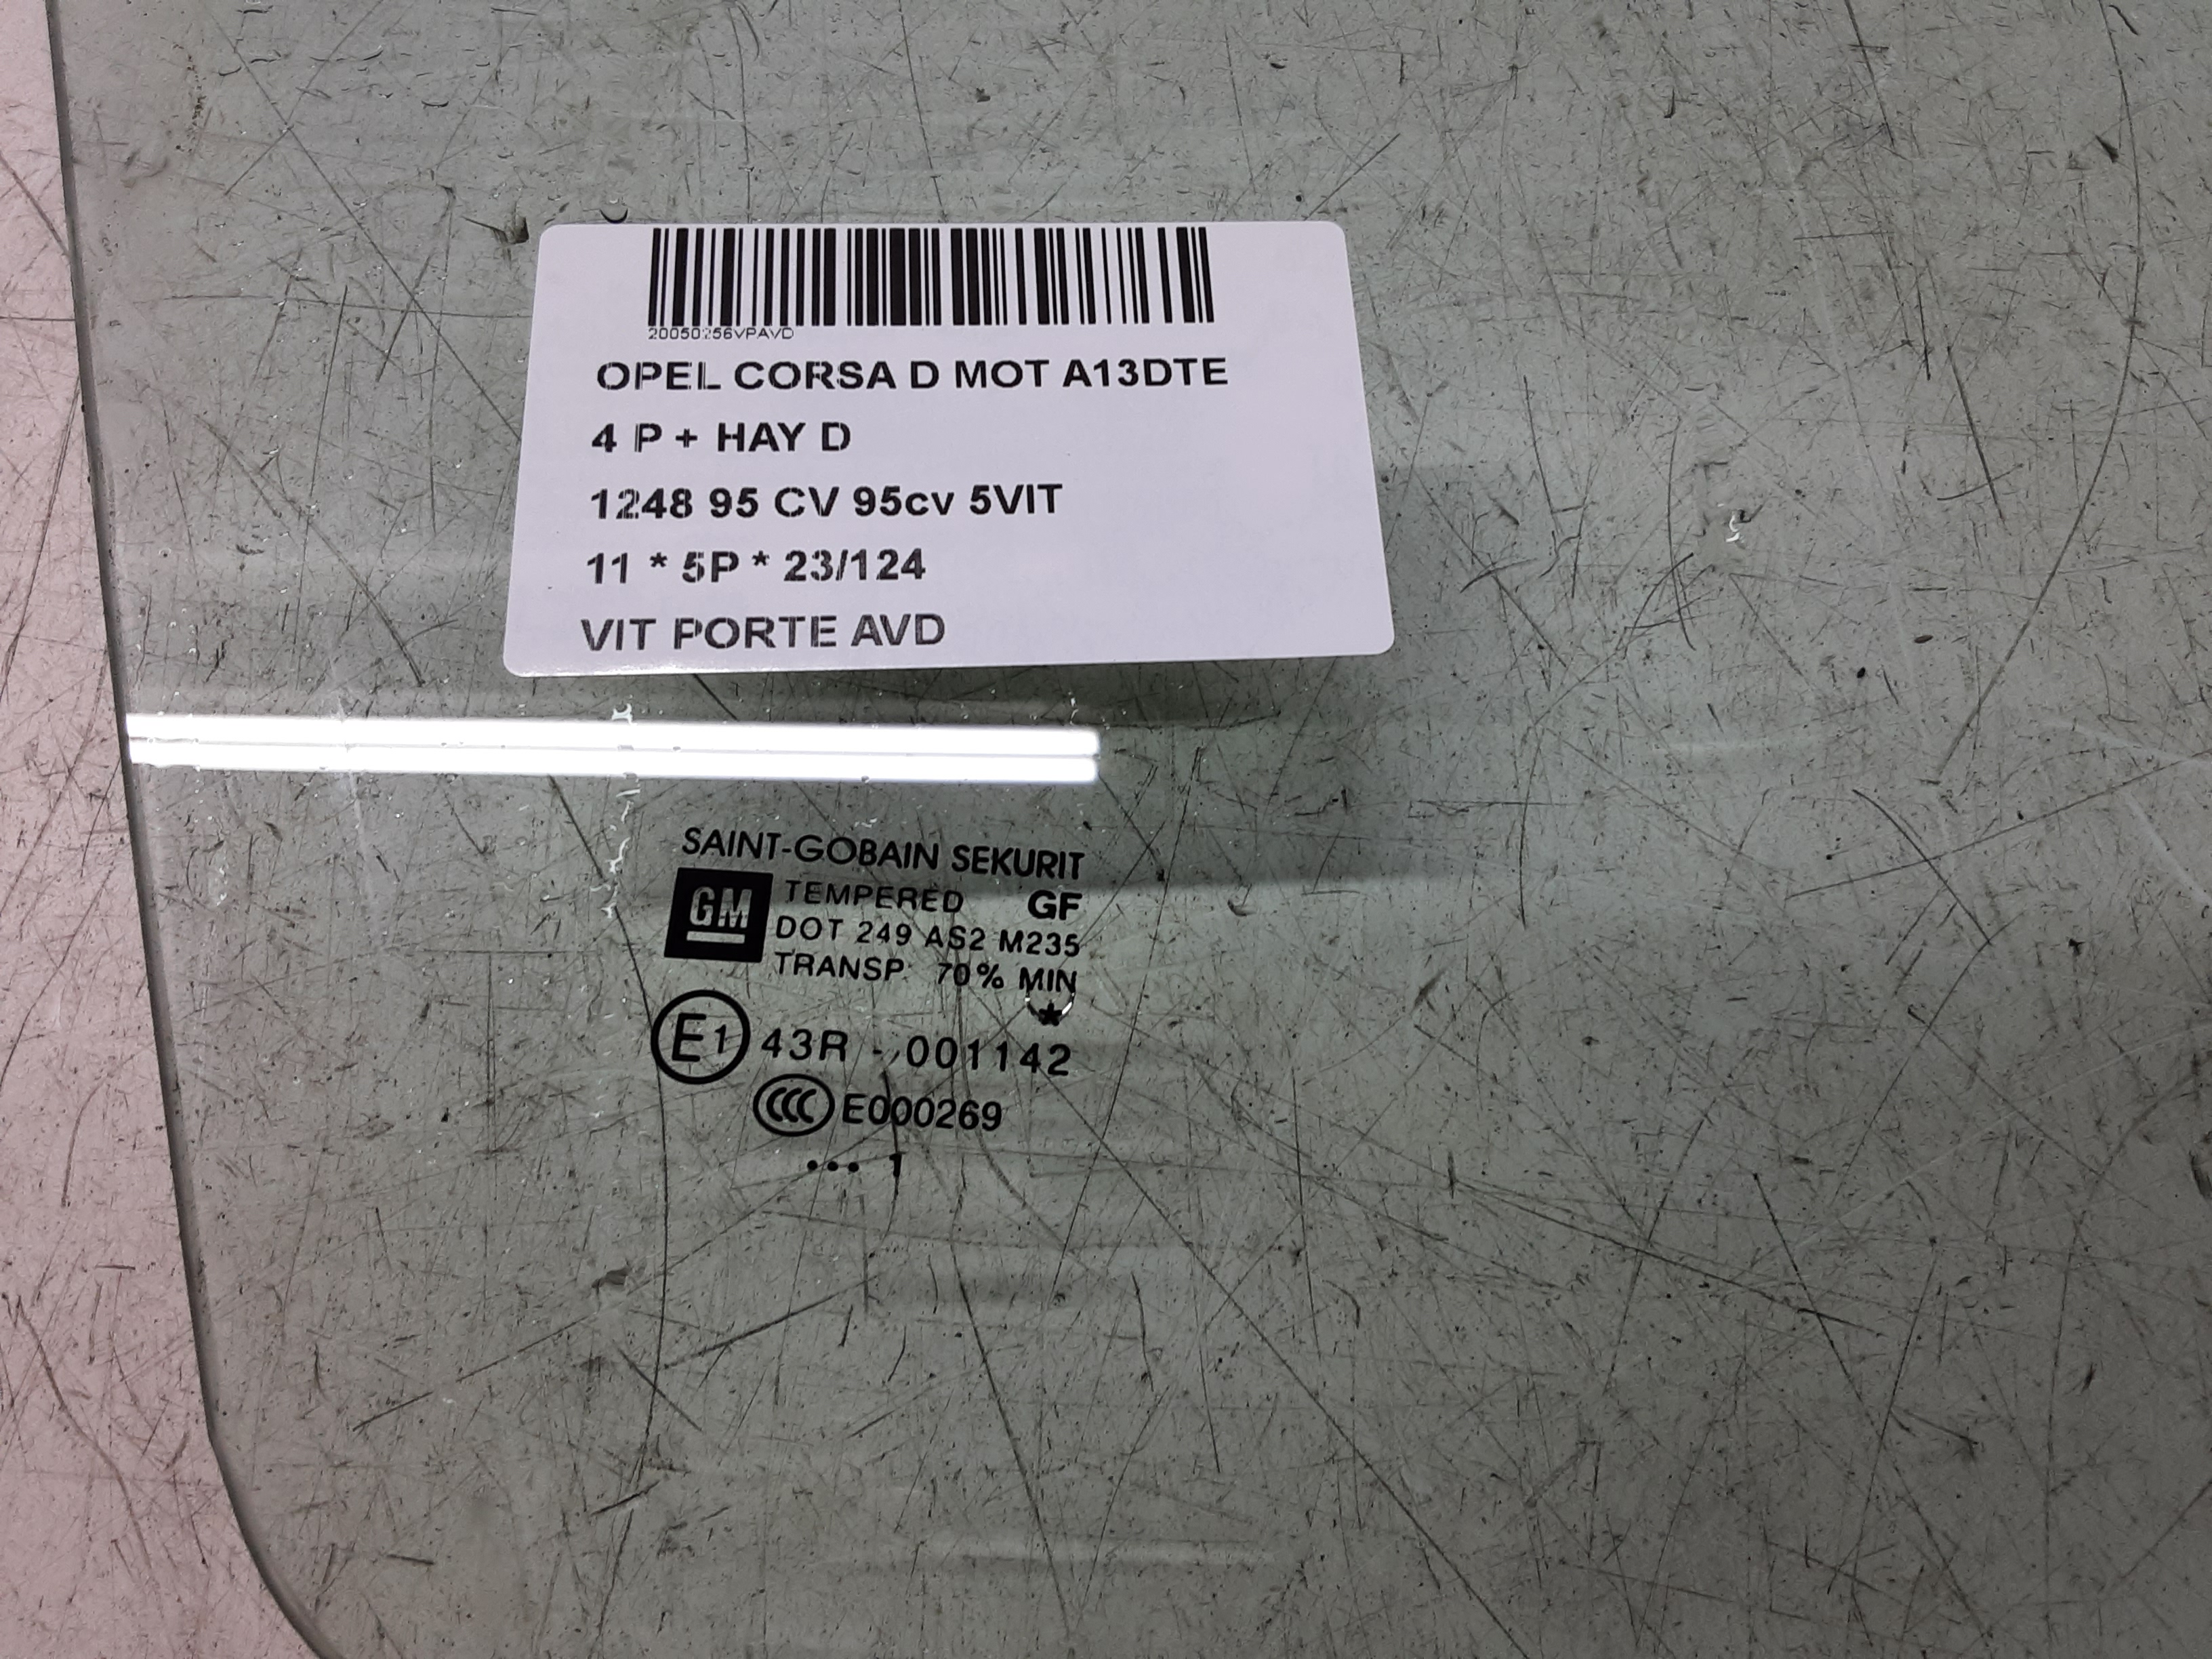 20050256VPAVD
OPEL CORSA D MOT A13DTE
4 P + HAY D
1248 95 CV 95cv 5VIT
11 * 5P * 23/124
VIT PORTE AVD
SAINT-GOBAIN SEKURIT
GM TEMPERED GF
DOT 249 AS2 M235
TRANSP 70% MIN
E1 43R - 001142
CCC E000269
••• 1